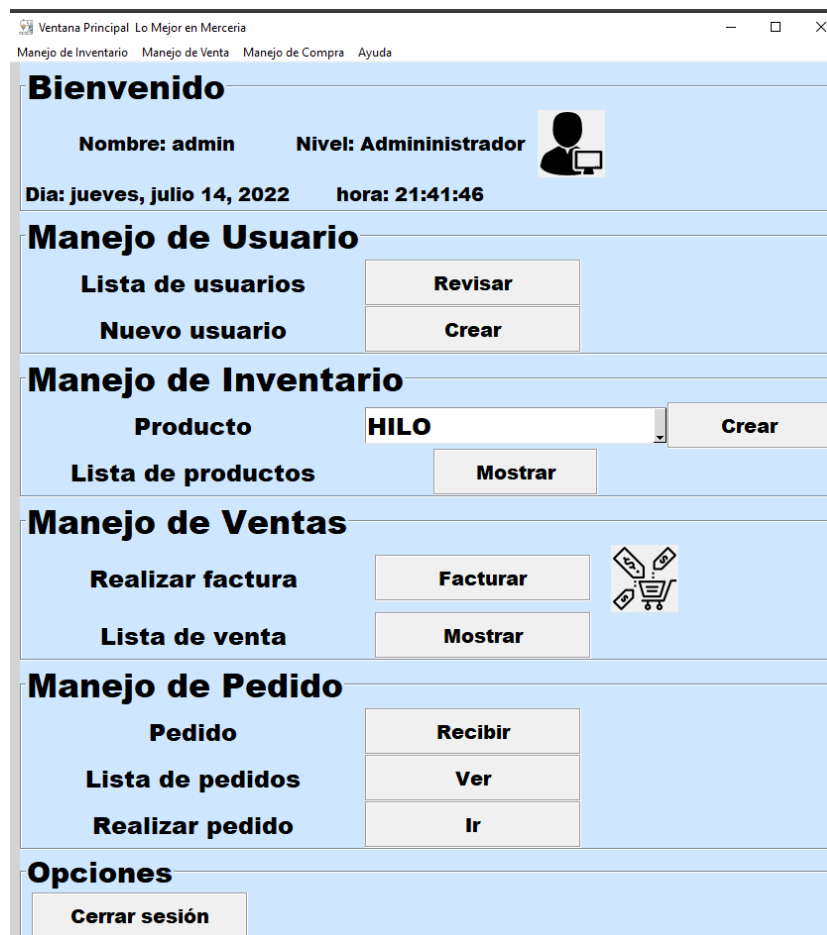 Ventana Principal Lo Mejor en Merceria
Manejo de Inventario Manejo de Venta Manejo de Compra Ayuda
Bienvenido
Nombre: admin Nivel: Admininistrador
Dia: jueves, julio 14, 2022 hora: 21:41:46
Manejo de Usuario
Lista de usuarios Revisar
Nuevo usuario Crear
Manejo de Inventario
Producto HILO Crear
Lista de productos Mostrar
Manejo de Ventas
Realizar factura Facturar
Lista de venta Mostrar
Manejo de Pedido
Pedido Recibir
Lista de pedidos Ver
Realizar pedido Ir
Opciones
Cerrar sesión